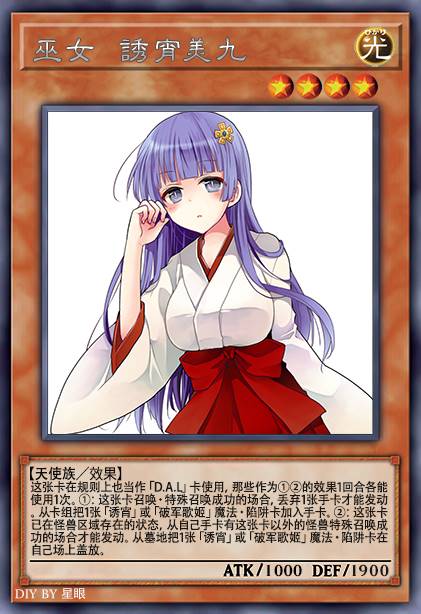 巫女 誘宵美九
ひかり
光
【天使族／效果】
这张卡在规则上也当作「D.A.L」卡使用，那些作为①②的效果1回合各能
使用1次。①：这张卡召唤・特殊召唤成功的场合，丢弃1张手卡才能发动
。从卡组把1张「诱宵」或「破军歌姬」魔法・陷阱卡加入手卡。②：这张卡
已在怪兽区域存在的状态，从自己手卡有这张卡以外的怪兽特殊召唤成
功的场合才能发动。从墓地把1张「诱宵」或「破军歌姬」魔法・陷阱卡在
自己场上盖放。
ATK/1000 DEF/1900
DIY BY 星眼